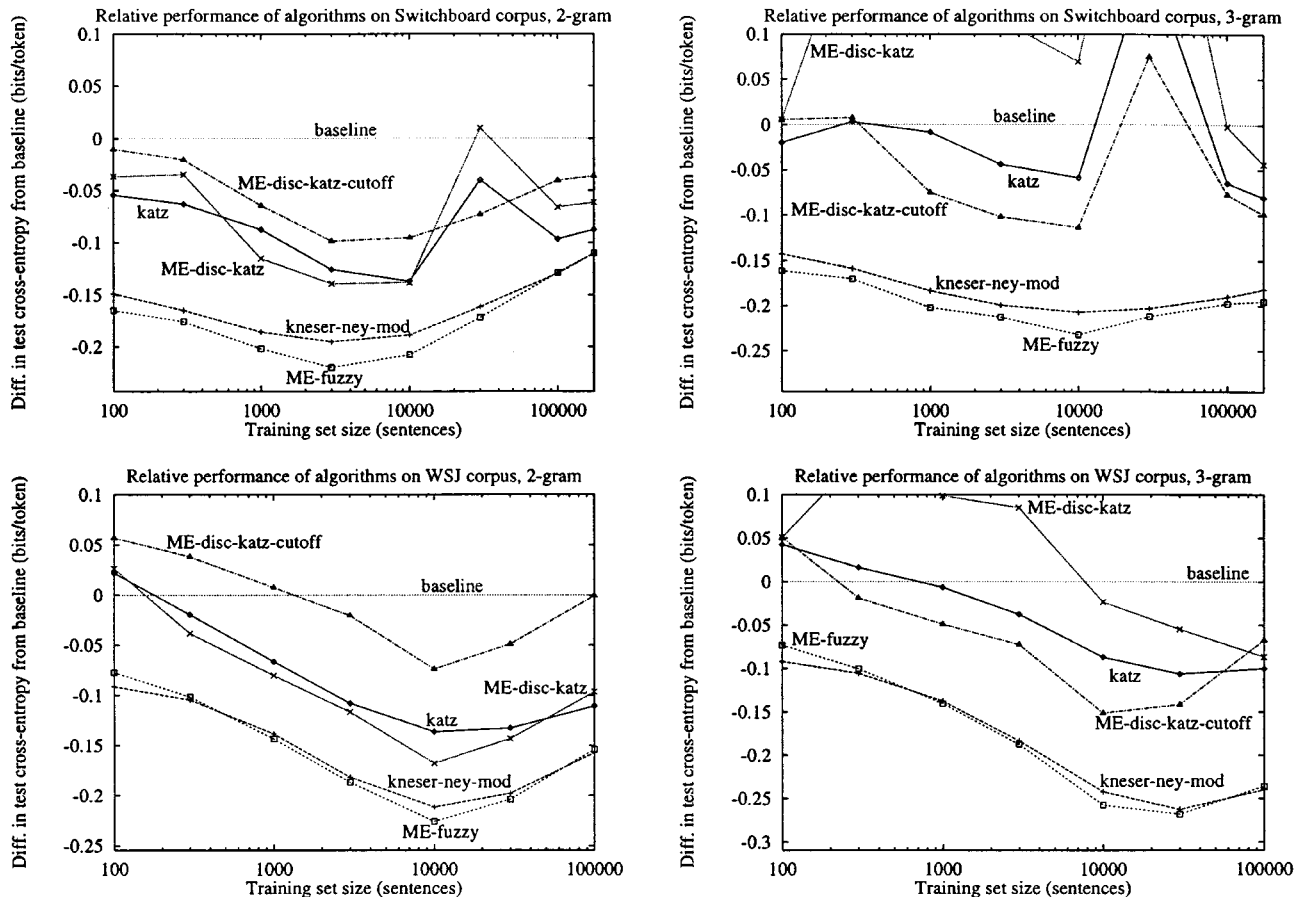 Relative performance of algorithms on Switchboard corpus, 2-gram
Diff. in test cross-entropy from baseline (bits/token)
0.1
0.05
0
-0.05
-0.1
-0.15
-0.2
baseline
ME-disc-katz-cutoff
katz
ME-disc-katz
kneser-ney-mod
ME-fuzzy
100
1000
10000
100000
Training set size (sentences)
Relative performance of algorithms on Switchboard corpus, 3-gram
Diff. in test cross-entropy from baseline (bits/token)
0.1
0.05
0
-0.05
-0.1
-0.15
-0.2
-0.25
ME-disc-katz
baseline
katz
ME-disc-katz-cutoff
kneser-ney-mod
ME-fuzzy
100
1000
10000
100000
Training set size (sentences)
Relative performance of algorithms on WSJ corpus, 2-gram
Diff. in test cross-entropy from baseline (bits/token)
0.1
0.05
0
-0.05
-0.1
-0.15
-0.2
-0.25
ME-disc-katz-cutoff
baseline
ME-disc-katz
katz
kneser-ney-mod
ME-fuzzy
100
1000
10000
100000
Training set size (sentences)
Relative performance of algorithms on WSJ corpus, 3-gram
Diff. in test cross-entropy from baseline (bits/token)
0.1
0.05
0
-0.05
-0.1
-0.15
-0.2
-0.25
-0.3
ME-disc-katz
baseline
ME-fuzzy
katz
ME-disc-katz-cutoff
kneser-ney-mod
100
1000
10000
100000
Training set size (sentences)